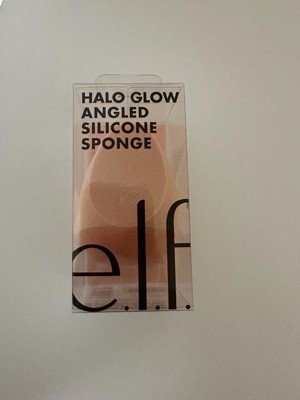 HALO GLOW
ANGLED
SILICONE
SPONGE
e.l.f.